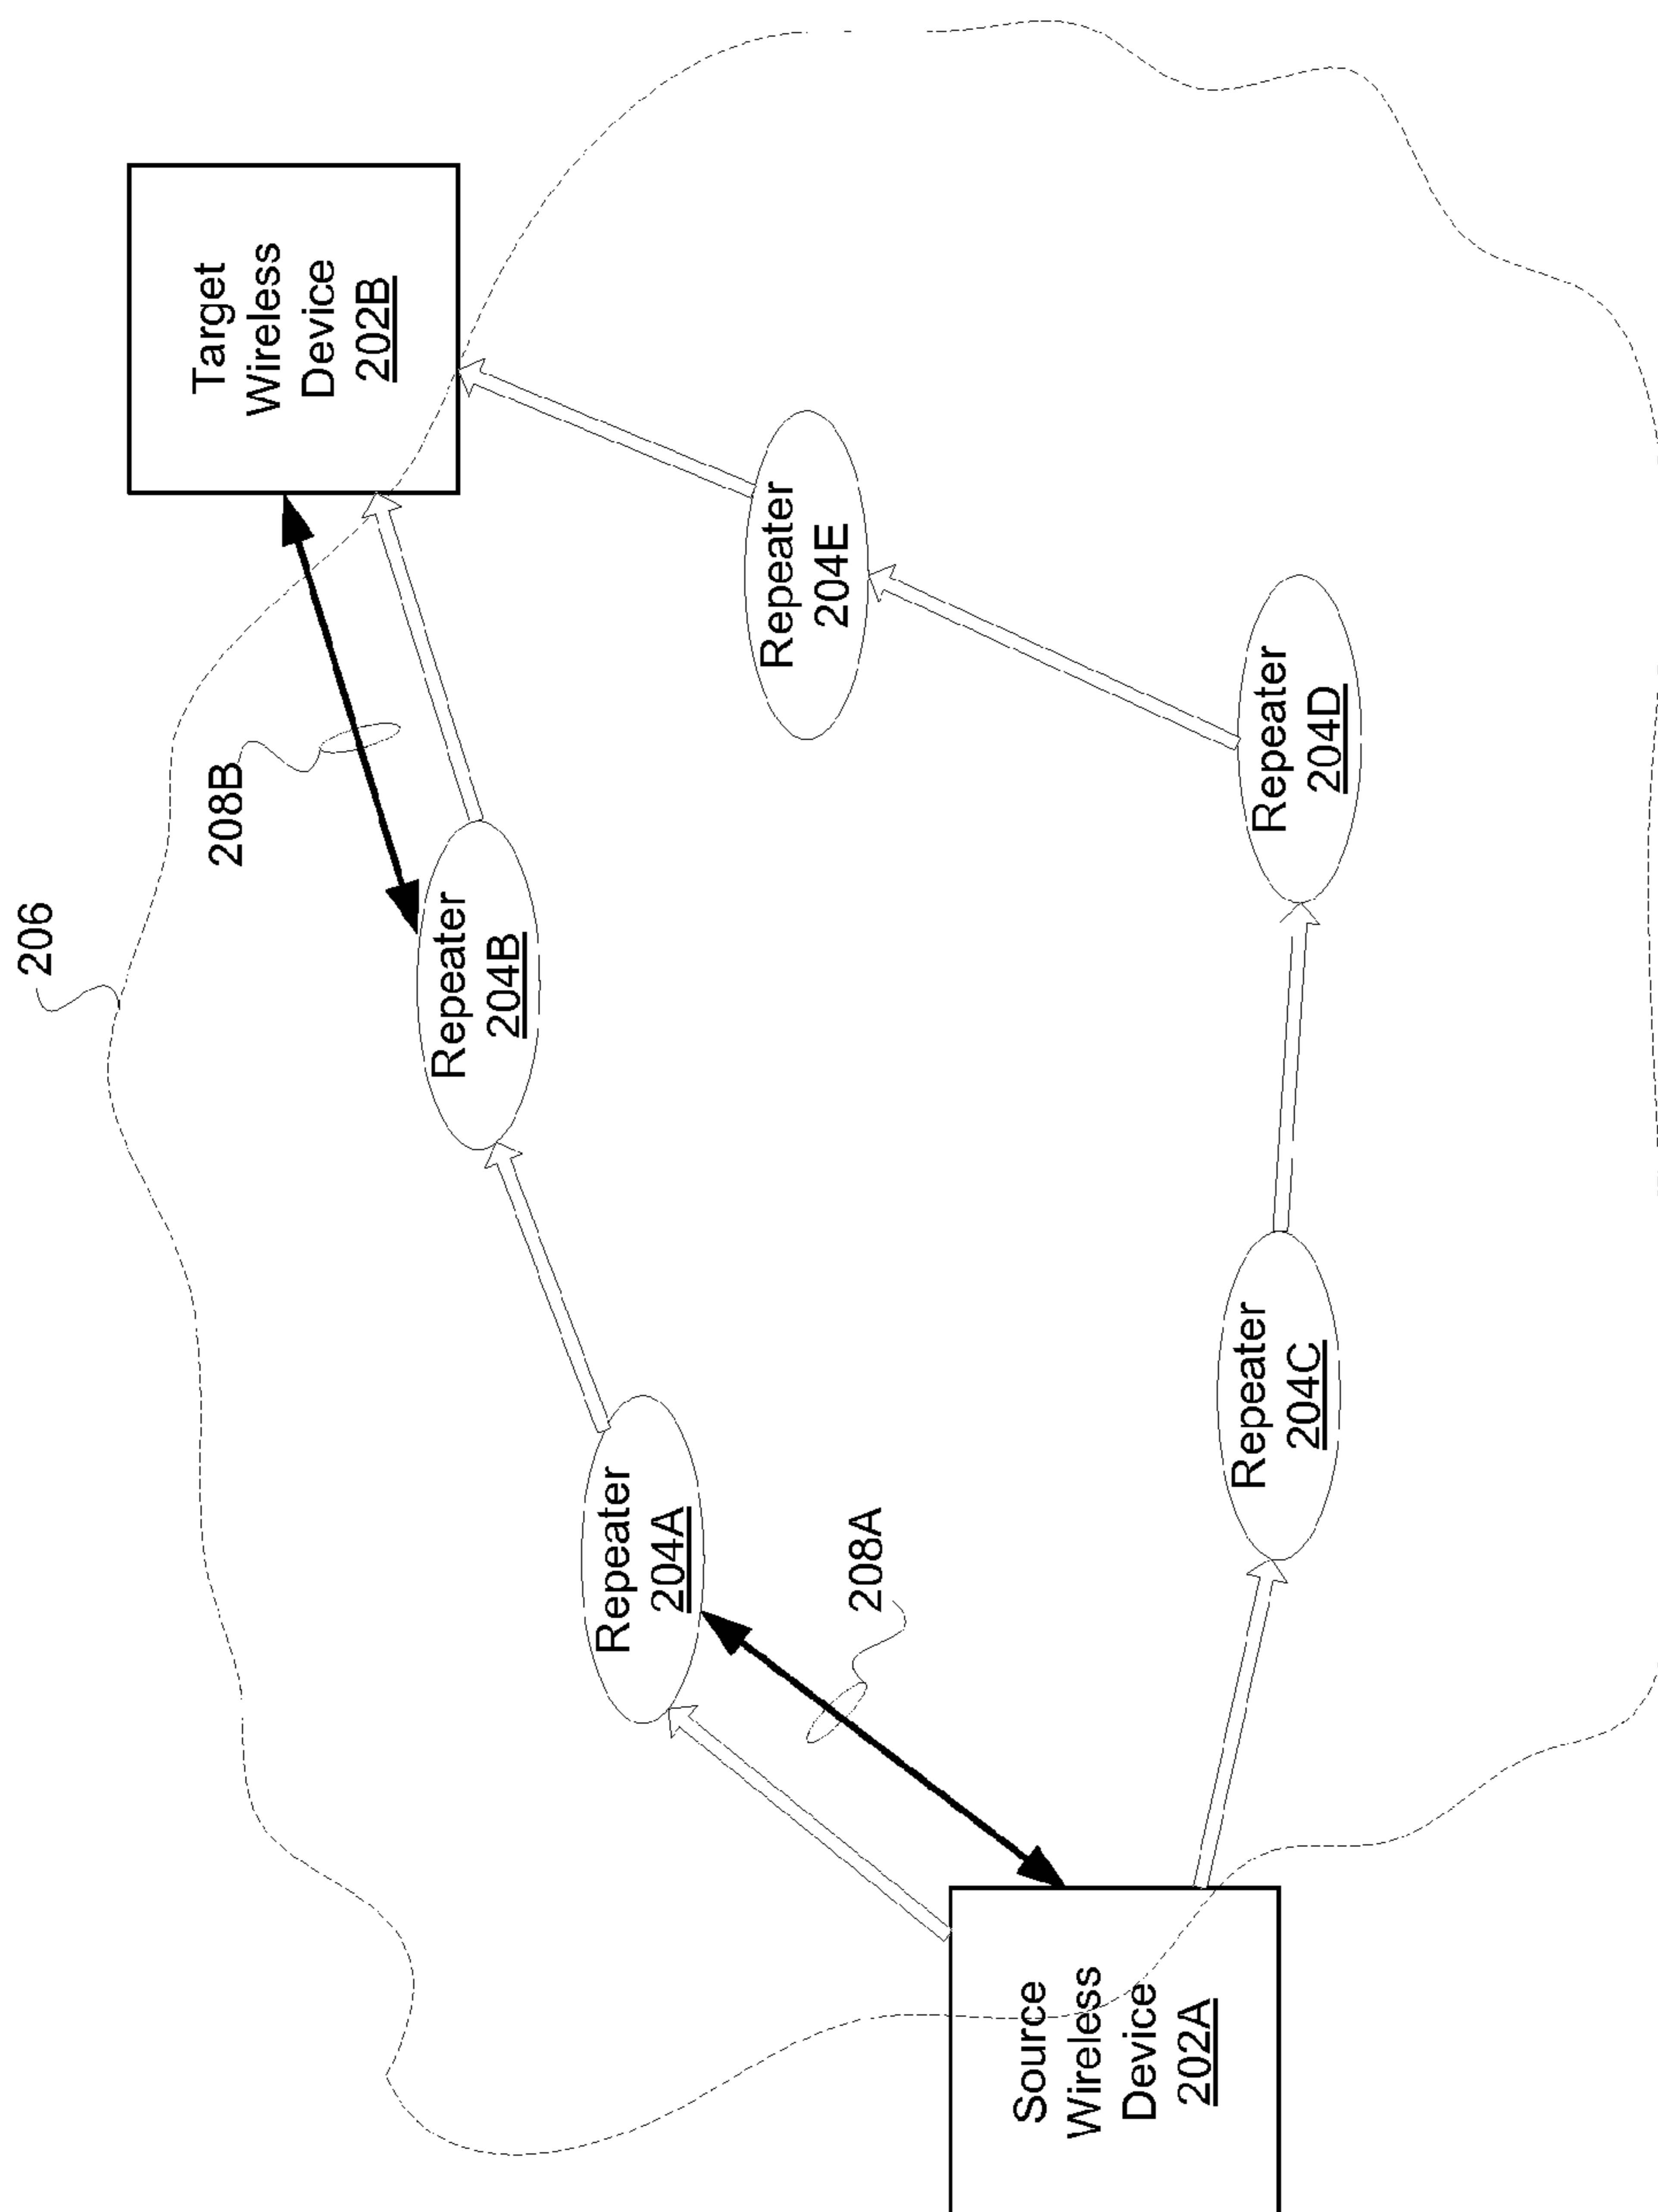 206
Target
Wireless
Device
202B
208B
Repeater
204B
Repeater
204E
Repeater
204A
208A
Repeater
204D
Repeater
204C
Source
Wireless
Device
202A